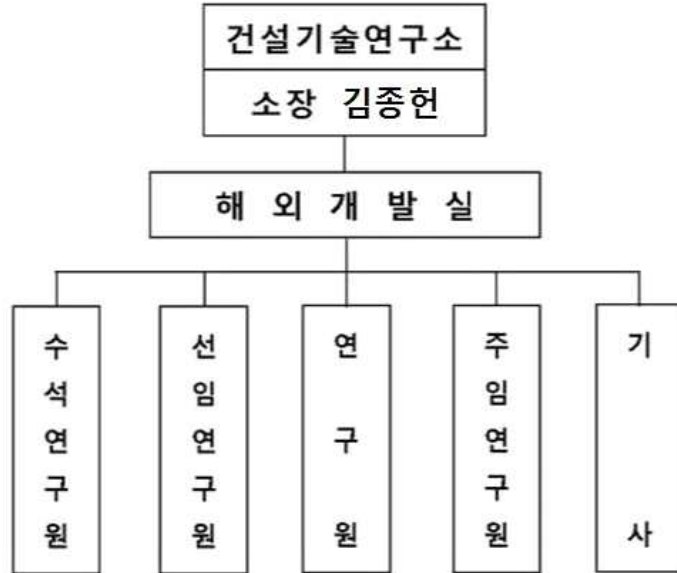 건설기술연구소
소장 김종헌
해 외 개 발 실
수석연구원
선임연구원
연구원
주임연구원
기사